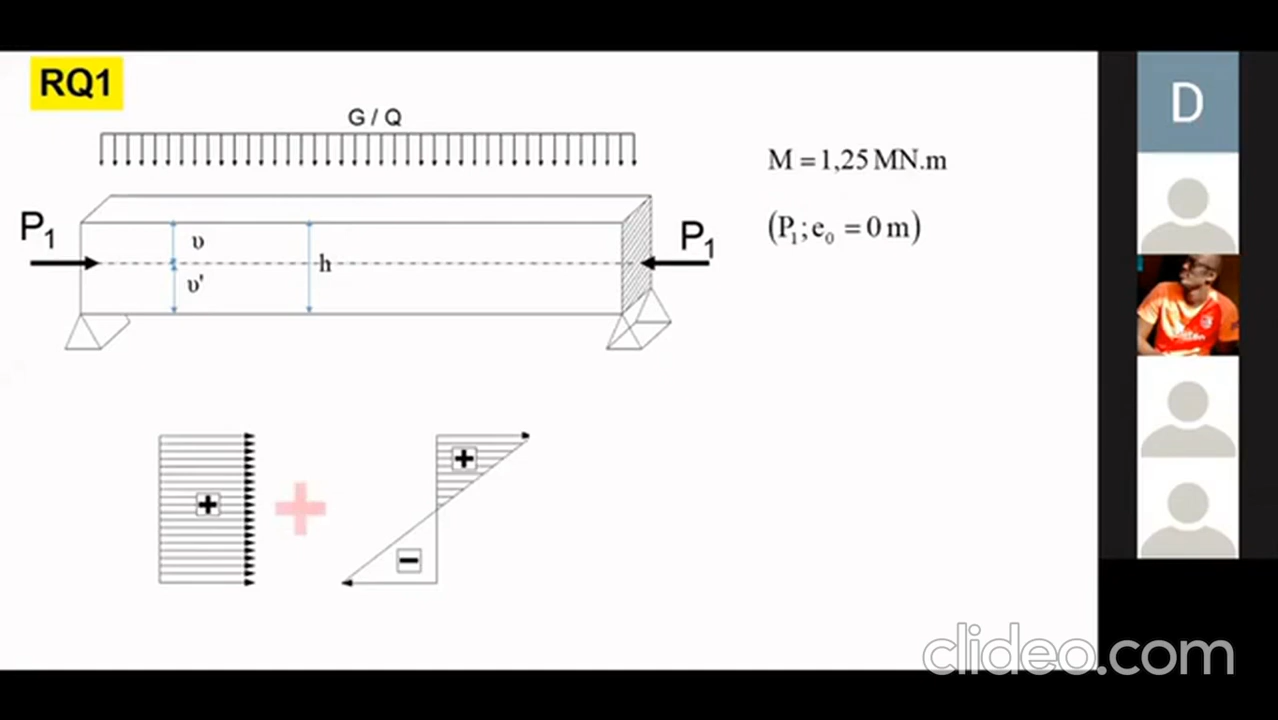 RQ1
G / Q
M = 1,25 MN.m
P₁
υ
h
υ'
P₁
(P₁; e₀ = 0 m)
+
+
+
−
D
clideo.com